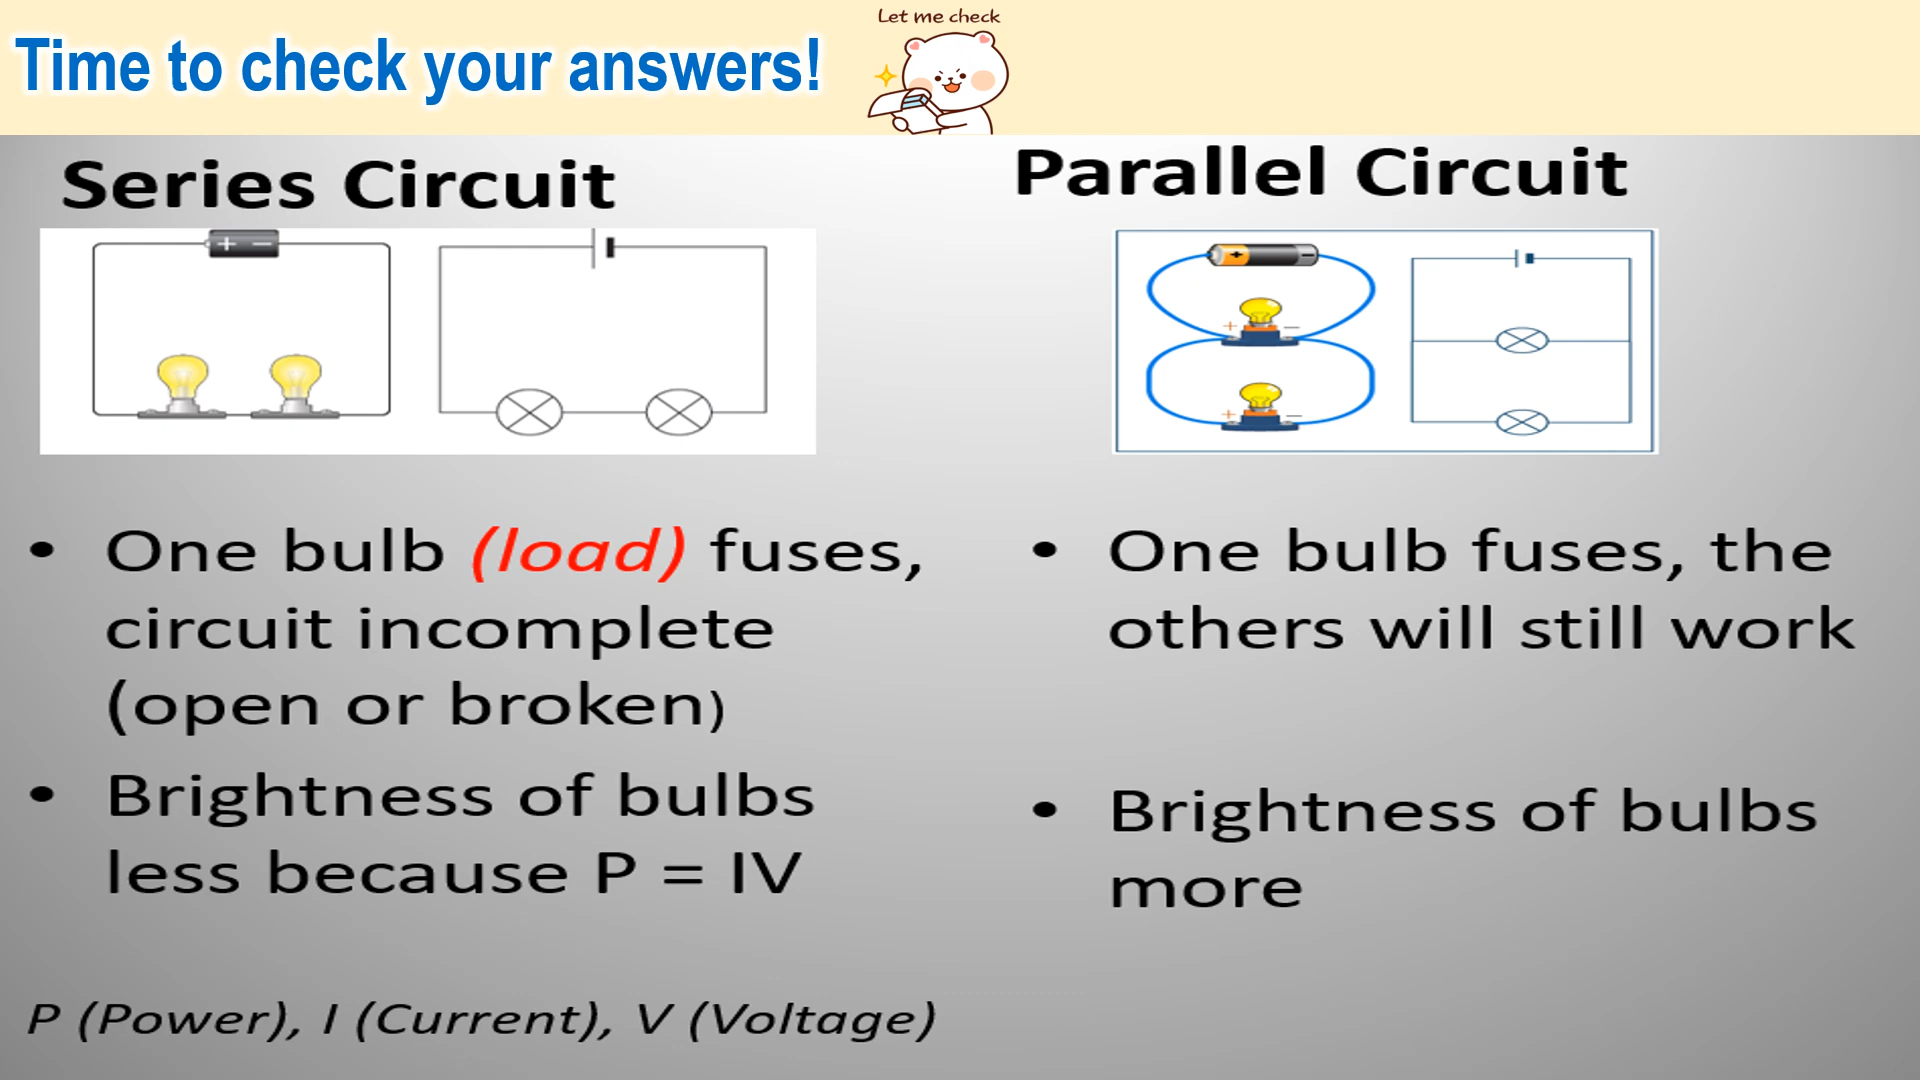 Let me check
Time to check your answers!
Series Circuit
• One bulb (load) fuses,
circuit incomplete
(open or broken)
• Brightness of bulbs
less because P = IV
P (Power), I (Current), V (Voltage)
Parallel Circuit
• One bulb fuses, the
others will still work
• Brightness of bulbs
more